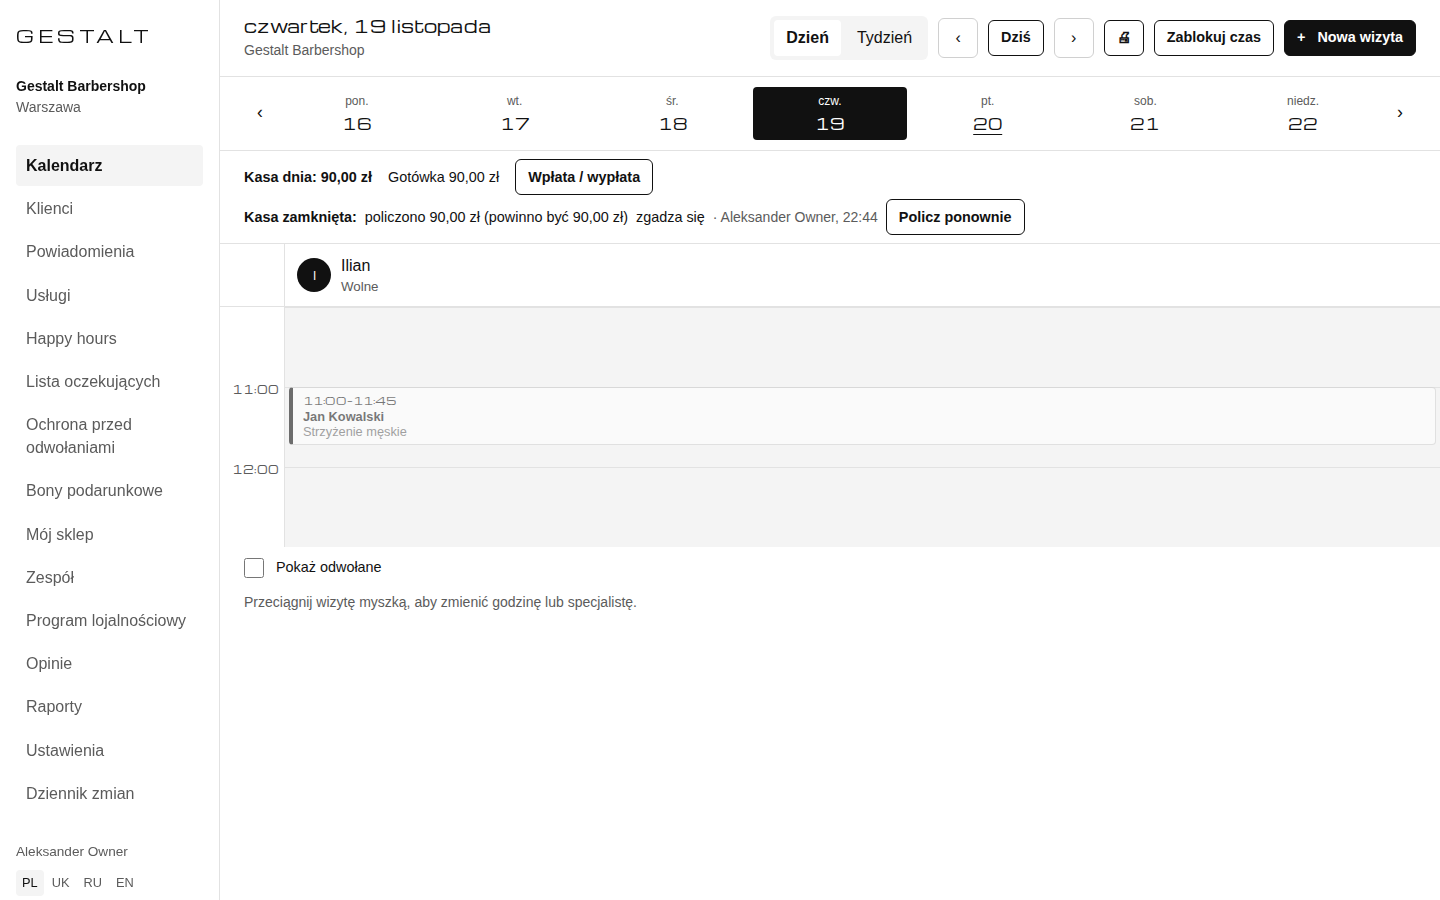 GESTALT
Gestalt Barbershop
Warszawa
Kalendarz
Klienci
Powiadomienia
Usługi
Happy hours
Lista oczekujących
Ochrona przed
odwołaniami
Bony podarunkowe
Mój sklep
Zespół
Program lojalnościowy
Opinie
Raporty
Ustawienia
Dziennik zmian
Aleksander Owner
PL UK RU EN
czwartek, 19 listopada
Gestalt Barbershop
Dzień Tydzień ‹ Dziś › Zablokuj czas + Nowa wizyta
‹ pon. wt. śr. czw. pt. sob. niedz. ›
16 17 18 19 20 21 22
Kasa dnia: 90,00 zł Gotówka 90,00 zł Wpłata / wypłata
Kasa zamknięta: policzono 90,00 zł (powinno być 90,00 zł) zgadza się · Aleksander Owner, 22:44 Policz ponownie
I
Ilian
Wolne
11:00
11:00-11:45
Jan Kowalski
Strzyżenie męskie
12:00
Pokaż odwołane
Przeciągnij wizytę myszką, aby zmienić godzinę lub specjalistę.